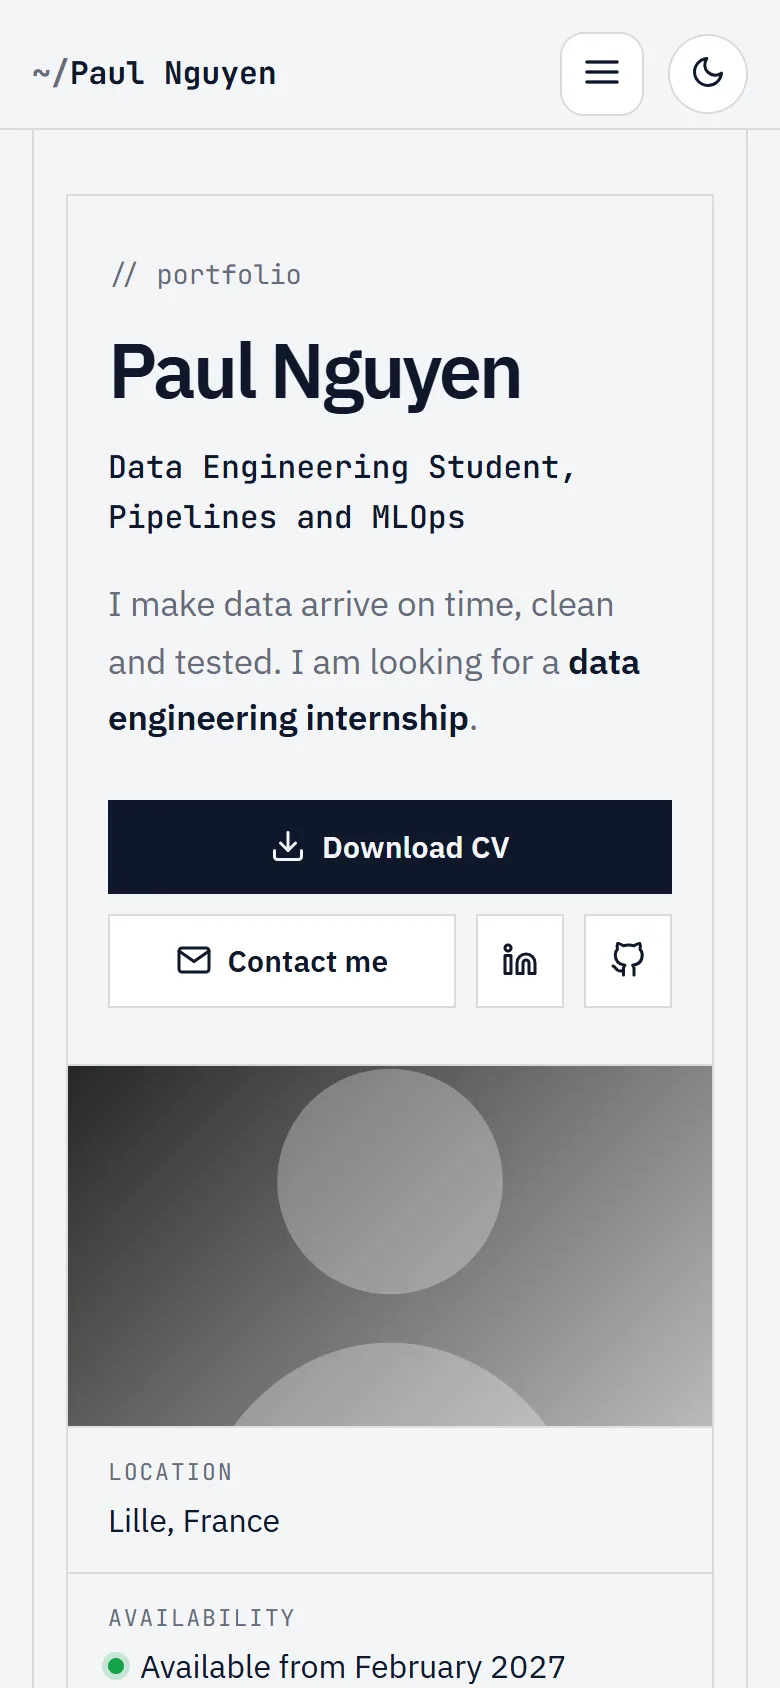 ~/Paul Nguyen
// portfolio
Paul Nguyen
Data Engineering Student,
Pipelines and MLOps
I make data arrive on time, clean
and tested. I am looking for a data
engineering internship.
Download CV
Contact me
in
LOCATION
Lille, France
AVAILABILITY
Available from February 2027